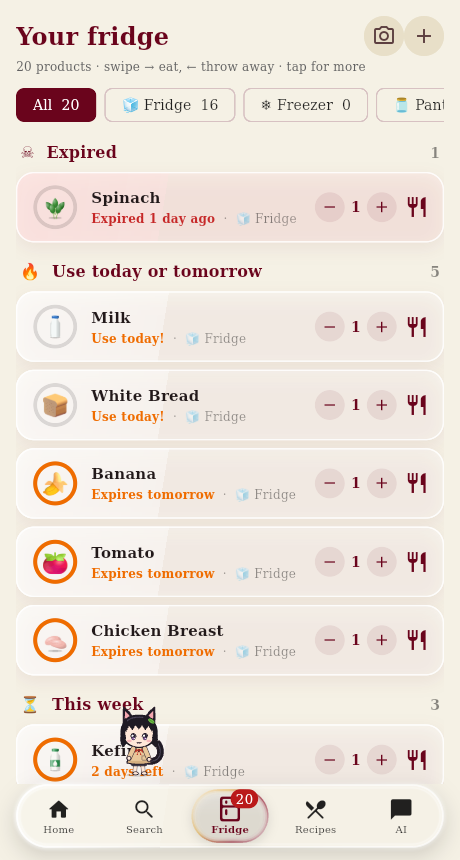 Your fridge
20 products · swipe → eat, ← throw away · tap for more
All 20
Fridge 16
Freezer 0
Pant
Expired 1
Spinach
Expired 1 day ago · Fridge
1
Use today or tomorrow 5
Milk
Use today! · Fridge
1
White Bread
Use today! · Fridge
1
Banana
Expires tomorrow · Fridge
1
Tomato
Expires tomorrow · Fridge
1
Chicken Breast
Expires tomorrow · Fridge
1
This week 3
2 days left · Fridge
1
20
Home
Search
Fridge
Recipes
AI